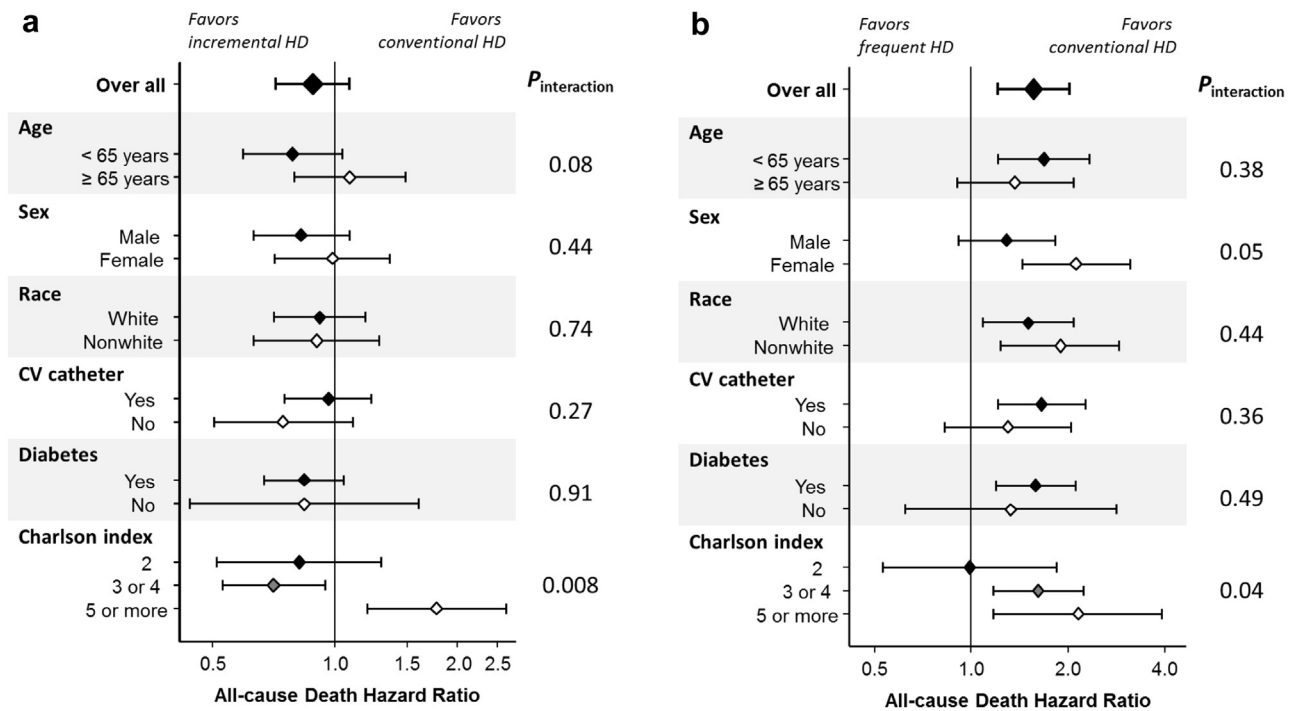 a
Favors
incremental HD
Favors
conventional HD
Over all
P interaction
Age
< 65 years
≥ 65 years
0.08
Sex
Male
Female
0.44
Race
White
Nonwhite
0.74
CV catheter
Yes
No
0.27
Diabetes
Yes
No
0.91
Charlson index
2
3 or 4
5 or more
0.008
0.5 1.0 1.5 2.0 2.5
All-cause Death Hazard Ratio
b
Favors
frequent HD
Favors
conventional HD
Over all
P interaction
Age
< 65 years
≥ 65 years
0.38
Sex
Male
Female
0.05
Race
White
Nonwhite
0.44
CV catheter
Yes
No
0.36
Diabetes
Yes
No
0.49
Charlson index
2
3 or 4
5 or more
0.04
0.5 1.0 2.0 4.0
All-cause Death Hazard Ratio